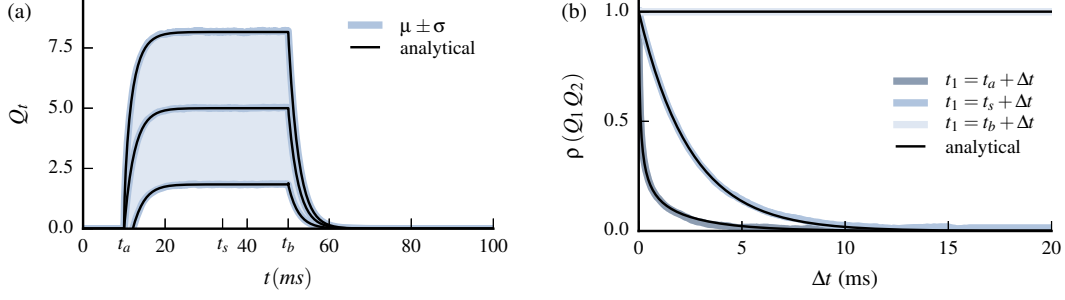 (a)
7.5
5.0
2.5
0.0
Q_t
μ ± σ
analytical
0 t_a 20 t_s 40 t_b 60 80 100
t(ms)
(b)
1.0
0.5
0.0
ρ (Q_1 Q_2)
t_1 = t_a + Δt
t_1 = t_s + Δt
t_1 = t_b + Δt
analytical
0 5 10 15 20
Δt (ms)